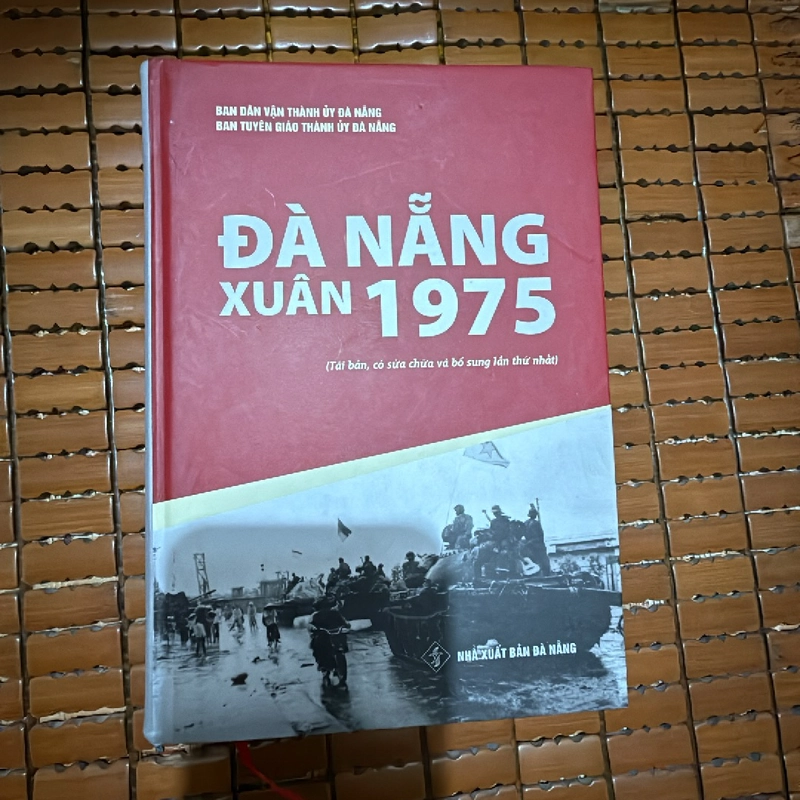 BAN DÂN VẬN THÀNH ỦY ĐÀ NẴNG
BAN TUYÊN GIÁO THÀNH ỦY ĐÀ NẴNG
ĐÀ NẴNG
XUÂN 1975
(Tái bản, có sửa chữa và bổ sung lần thứ nhất)
NHÀ XUẤT BẢN ĐÀ NẴNG